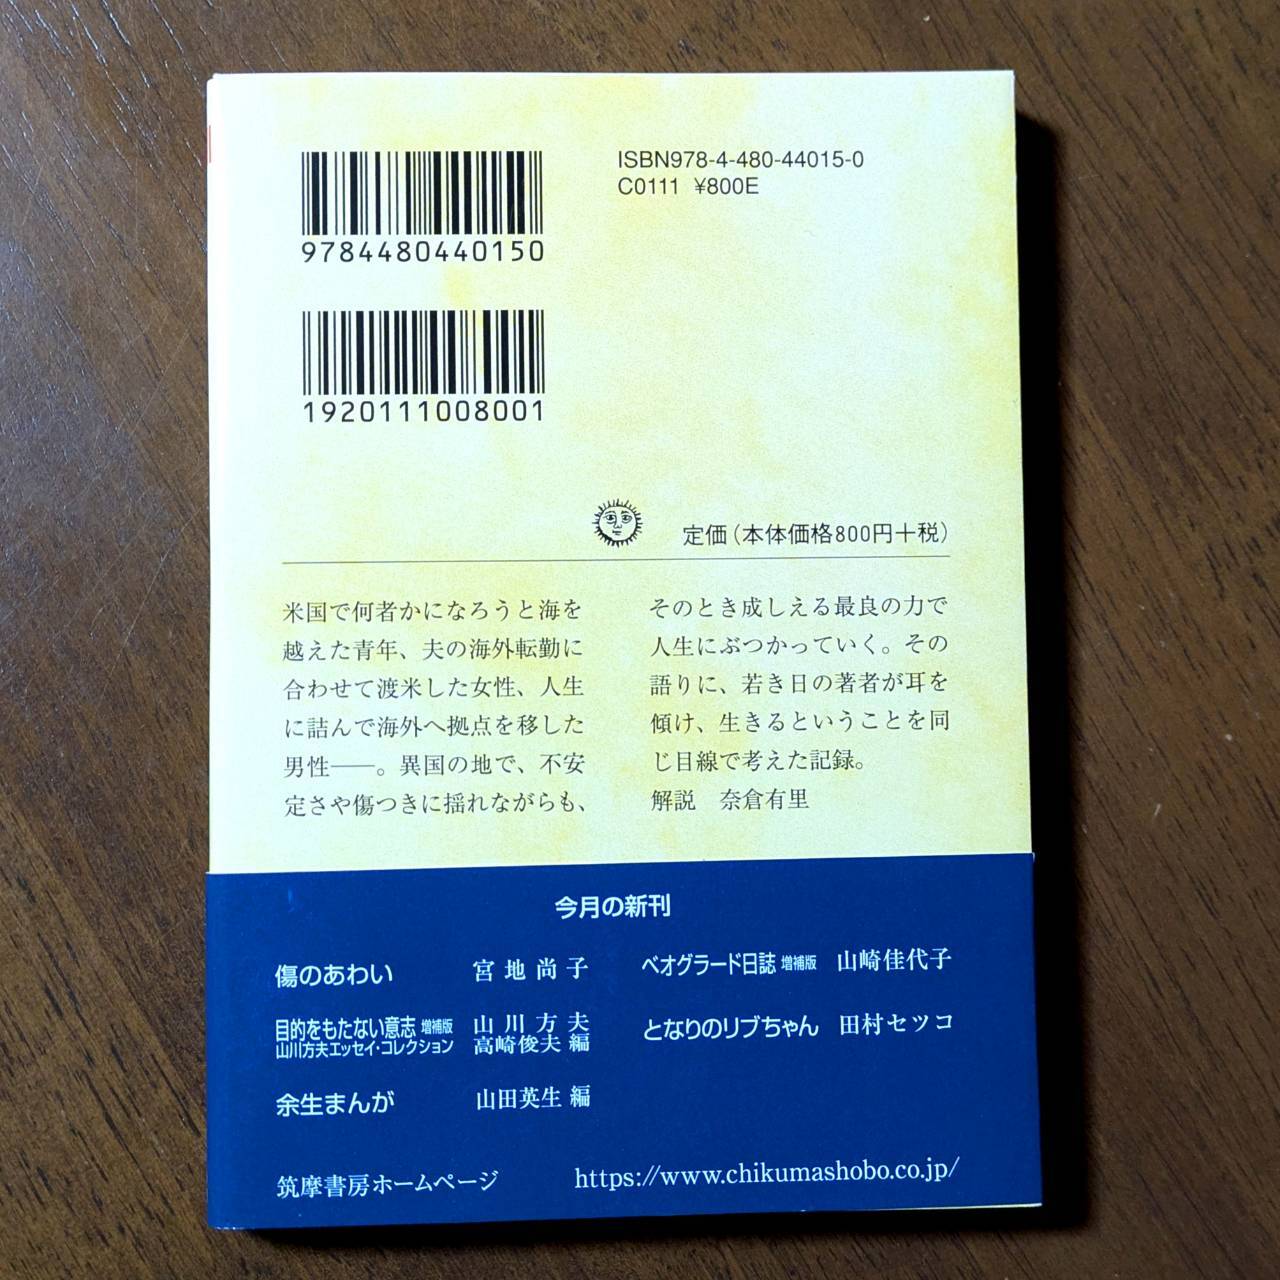 ISBN978-4-480-44015-0
C0111 ¥800E
9784480440150
1920111008001
定価(本体価格800円+税)
米国で何者かになろうと海を
越えた青年、夫の海外転勤に
合わせて渡米した女性、人生
に詰んで海外へ拠点を移した
男性――。異国の地で、不安
定さや傷つきに揺れながらも、
そのとき成しえる最良の力で
人生にぶつかっていく。その
語りに、若き日の著者が耳を
傾け、生きるということを同
じ目線で考えた記録。
解説 奈倉有里
今月の新刊
傷のあわい 宮地尚子
目的をもたない意志 増補版 山川方夫
山川方夫エッセイ・コレクション 高崎俊夫 編
余生まんが 山田英生 編
ベオグラード日誌 増補版 山崎佳代子
となりのリブちゃん 田村セツコ
筑摩書房ホームページ https://www.chikumashobo.co.jp/